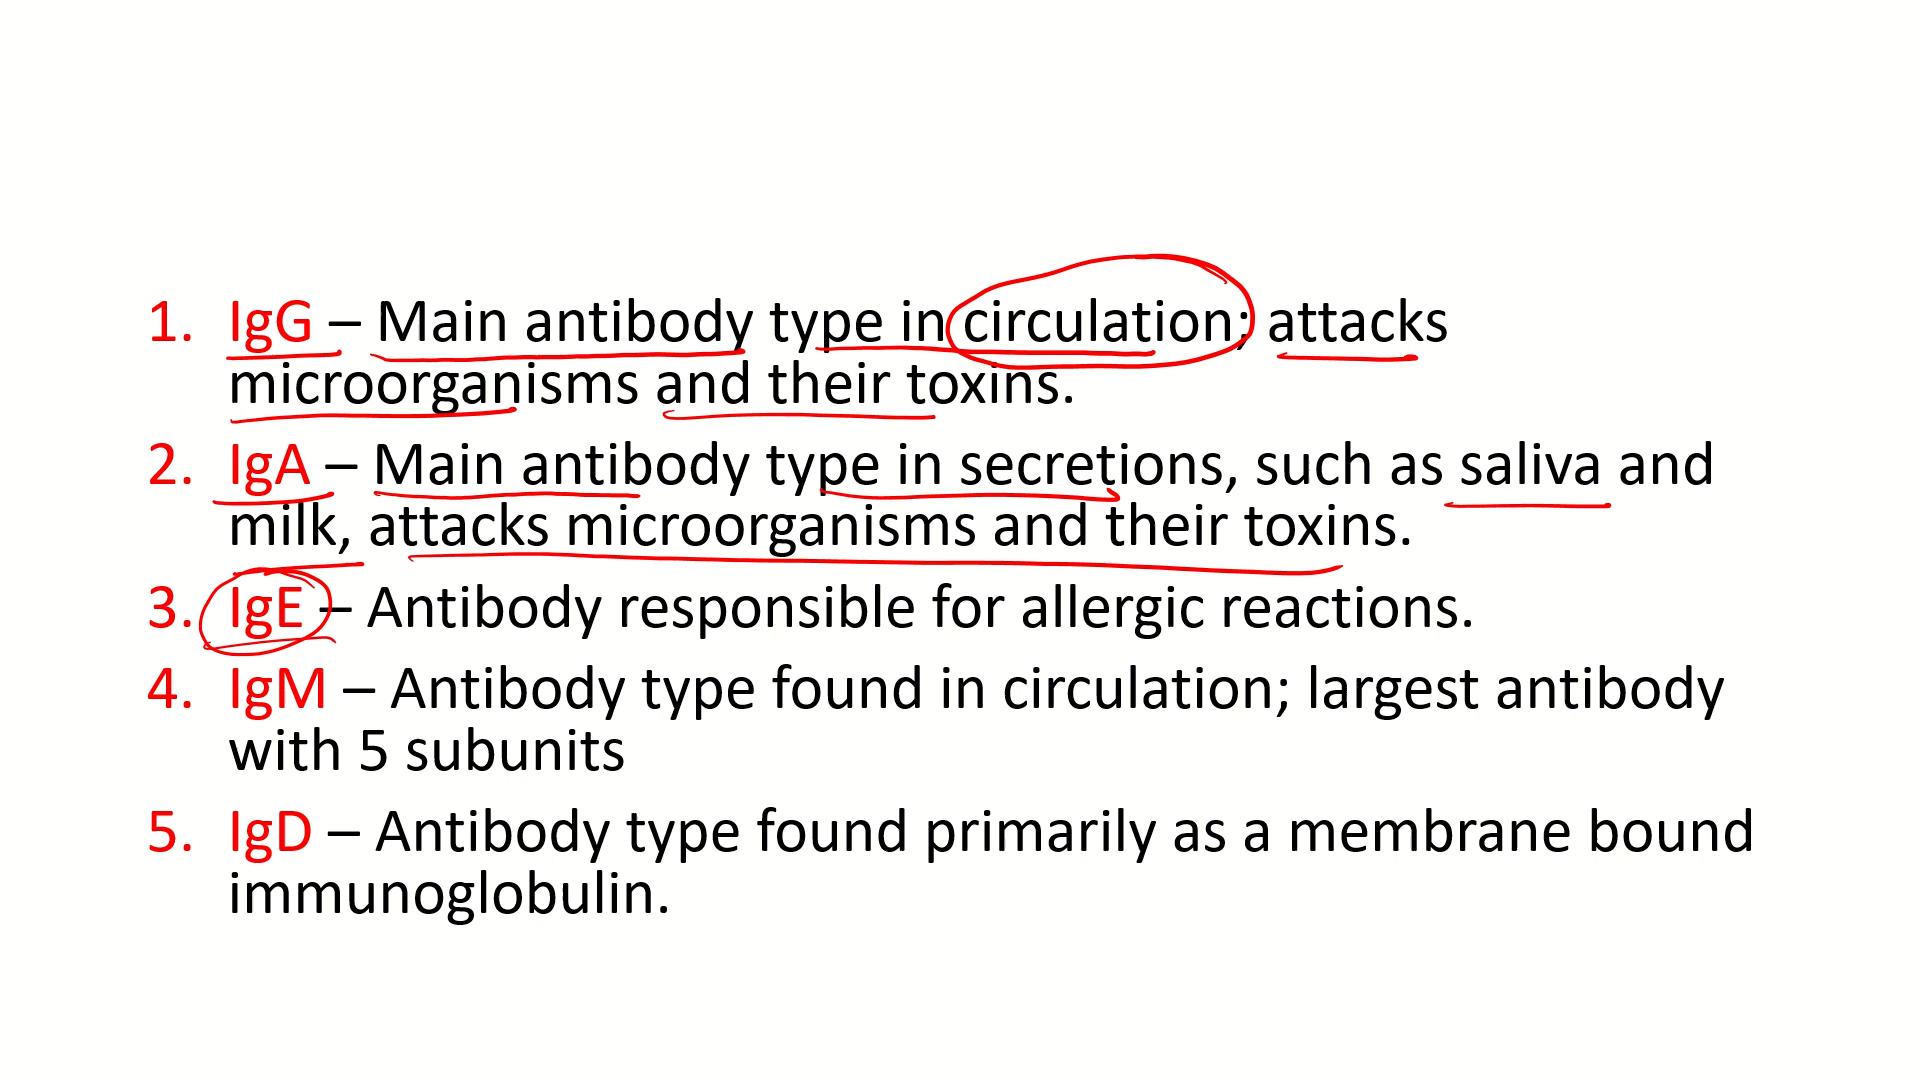 1. IgG – Main antibody type in circulation; attacks
microorganisms and their toxins.
2. IgA – Main antibody type in secretions, such as saliva and
milk, attacks microorganisms and their toxins.
3. IgE – Antibody responsible for allergic reactions.
4. IgM – Antibody type found in circulation; largest antibody
with 5 subunits
5. IgD – Antibody type found primarily as a membrane bound
immunoglobulin.